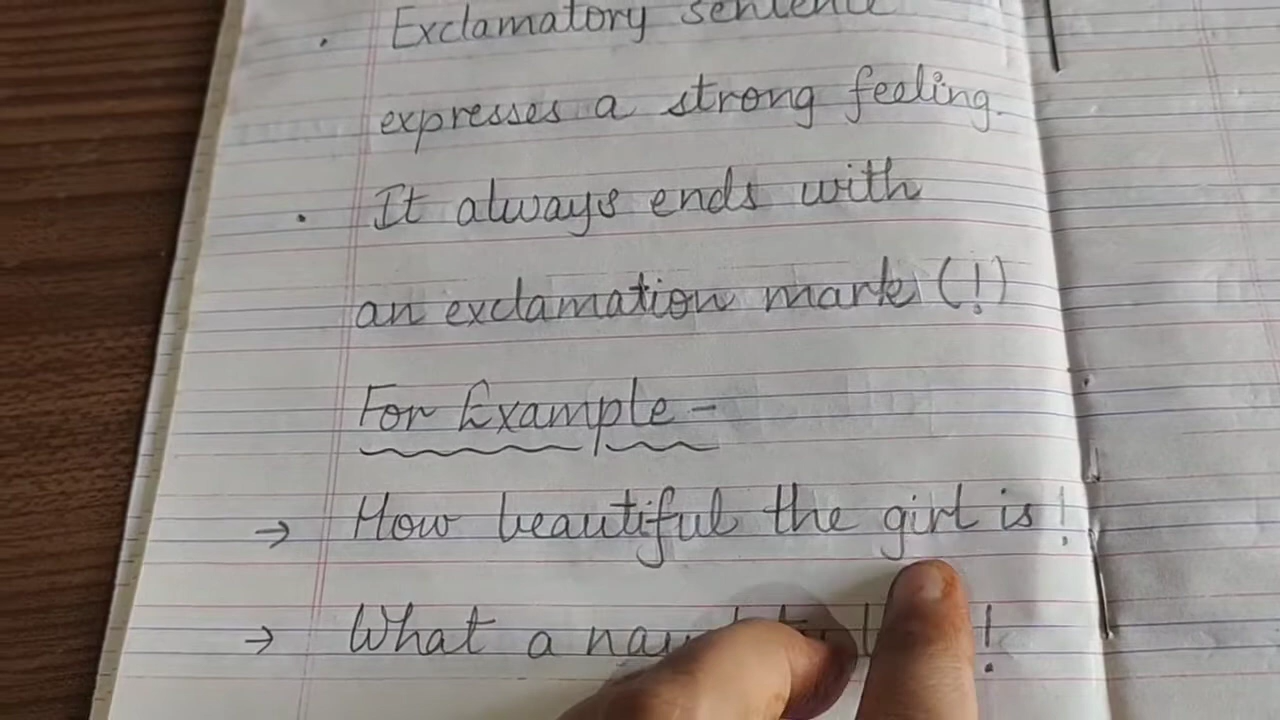 • Exclamatory sentence
expresses a strong feeling.
• It always ends with
an exclamation mark (!)
For Example -
→ How beautiful the girl is!
→ What a !